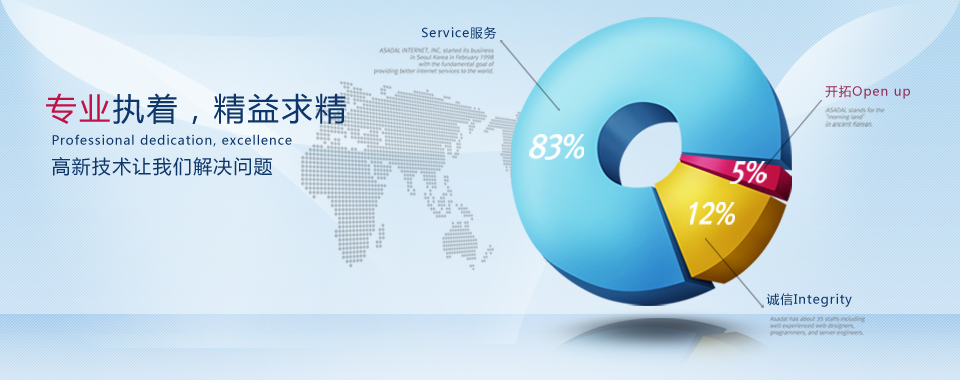 专业执着，精益求精
Professional dedication, excellence
高新技术让我们解决问题
Service服务
ASADAL INTERNET, INC. started its business
in Seoul Korea in February 1998
with the fundamental goal of
providing better internet services to the world.
83%
5%
12%
开拓Open up
ASADAL stands for the
"morning land"
in ancient Korean.
诚信Integrity
Asadal has about 35 staffs including
well experienced web designers,
programmers, and server engineers.